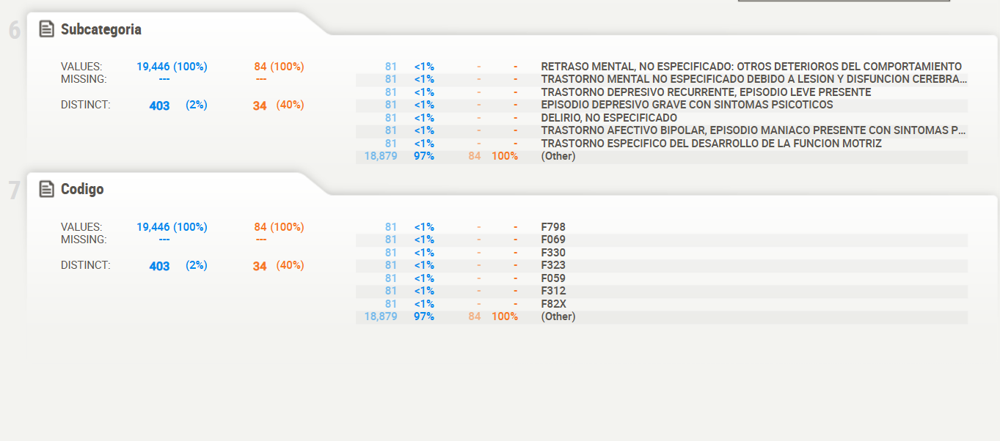 6 Subcategoria
VALUES: 19,446 (100%) 84 (100%) 81 <1% - - RETRASO MENTAL, NO ESPECIFICADO: OTROS DETERIOROS DEL COMPORTAMIENTO
MISSING: --- --- 81 <1% - - TRASTORNO MENTAL NO ESPECIFICADO DEBIDO A LESION Y DISFUNCION CEREBRA...
81 <1% - - TRASTORNO DEPRESIVO RECURRENTE, EPISODIO LEVE PRESENTE
DISTINCT: 403 (2%) 34 (40%) 81 <1% - - EPISODIO DEPRESIVO GRAVE CON SINTOMAS PSICOTICOS
81 <1% - - DELIRIO, NO ESPECIFICADO
81 <1% - - TRASTORNO AFECTIVO BIPOLAR, EPISODIO MANIACO PRESENTE CON SINTOMAS P...
81 <1% - - TRASTORNO ESPECIFICO DEL DESARROLLO DE LA FUNCION MOTRIZ
18,879 97% 84 100% (Other)
7 Codigo
VALUES: 19,446 (100%) 84 (100%) 81 <1% - - F798
MISSING: --- --- 81 <1% - - F069
81 <1% - - F330
DISTINCT: 403 (2%) 34 (40%) 81 <1% - - F323
81 <1% - - F059
81 <1% - - F312
81 <1% - - F82X
18,879 97% 84 100% (Other)